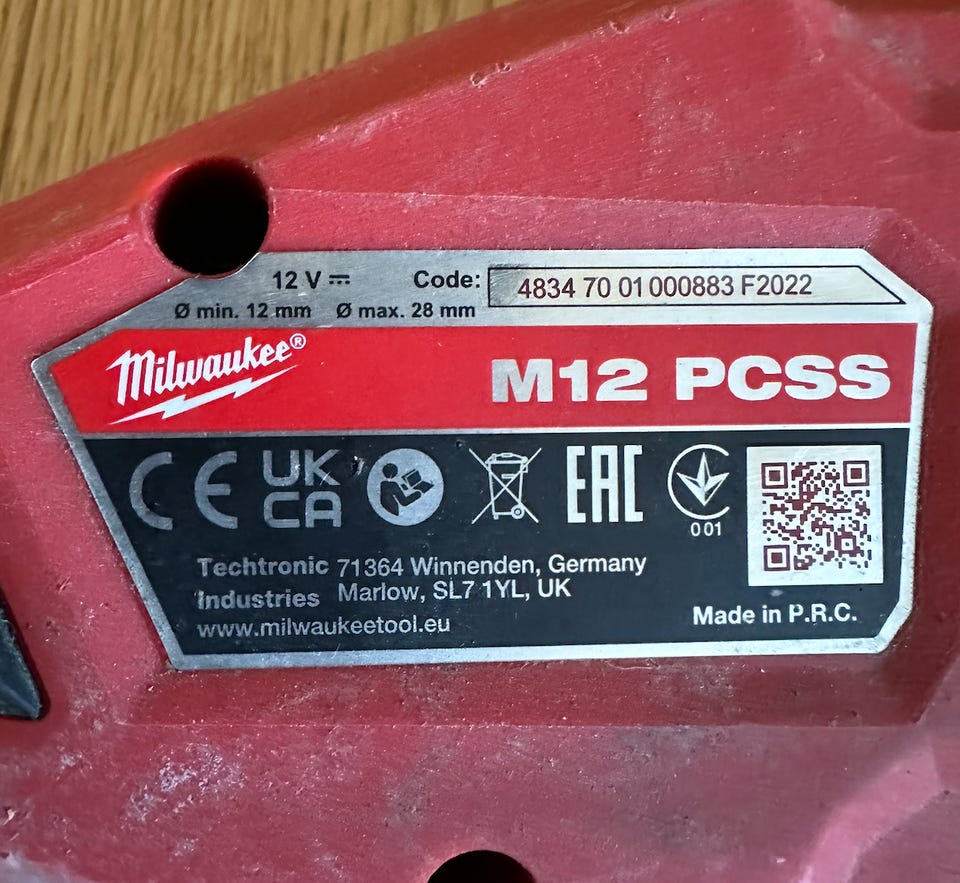 12 V ⎓ Code: 4834 70 01 000883 F2022
Ø min. 12 mm Ø max. 28 mm
Milwaukee®
M12 PCSS
CE UK CA EAC
001
Techtronic Industries
71364 Winnenden, Germany
Marlow, SL7 1YL, UK
www.milwaukeetool.eu
Made in P.R.C.